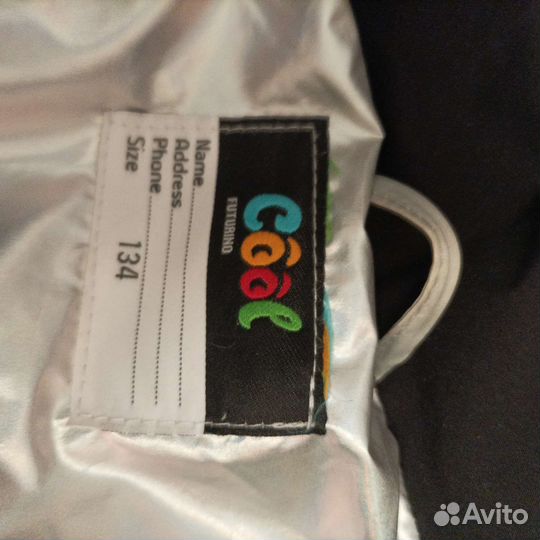 FUTURINO
COOL
Name
Address
Phone
Size 134
Avito